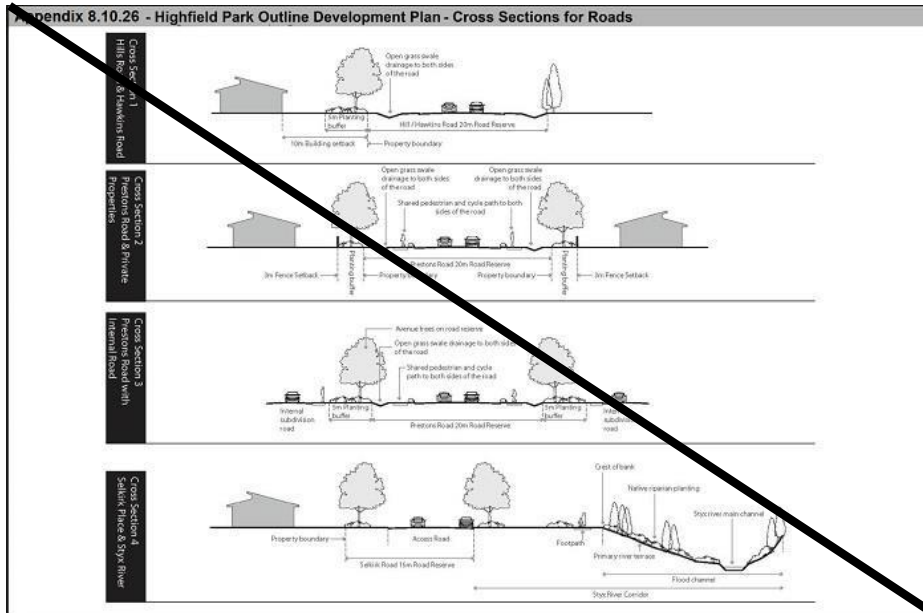 Appendix 8.10.26 - Highfield Park Outline Development Plan - Cross Sections for Roads
Cross Section 1
Hills Road & Hawkins Road
Open grass swale
drainage to both sides
of the road
5m Planting
buffer
Hill / Hawkins Road 20m Road Reserve
10m Building setback
Property boundary
Cross Section 2
Prestons Road & Private
Properties
Open grass swale
drainage to both sides
of the road
Open grass swale
drainage to both sides
of the road
Shared pedestrian and cycle path to both
sides of the road
Planting
buffer
Prestons Road 20m Road Reserve
Planting
buffer
3m Fence Setback
Property boundary
Property boundary
3m Fence Setback
Cross Section 3
Prestons Road with
Internal Road
Avenue trees on road reserve
Open grass swale drainage to both sides
of the road
Shared pedestrian and cycle
path to both sides of the road
Internal
subdivision
road
5m Planting
buffer
Prestons Road 20m Road Reserve
5m Planting
buffer
road
Cross Section 4
Selkirk Place & Styx River
Crest of bank
Native riparian planting
Styx river main channel
Property boundary
Access Road
Footpath
Primary river terrace
Selkirk Road 16m Road Reserve
Flood channel
Styx River Corridor